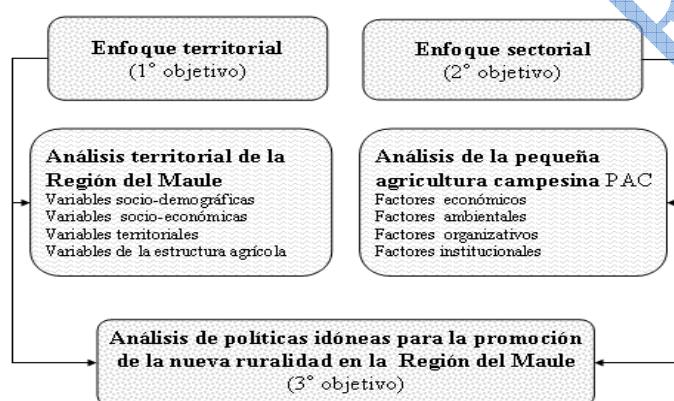 Enfoque territorial
(1° objetivo)
Enfoque sectorial
(2° objetivo)
Análisis territorial de la
Región del Maule
Variables socio-demográficas
Variables socio-económicas
Variables territoriales
Variables de la estructura agrícola
Análisis de la pequeña
agricultura campesina PAC
Factores económicos
Factores ambientales
Factores organizativos
Factores institucionales
Análisis de políticas idóneas para la promoción
de la nueva ruralidad en la Región del Maule
(3° objetivo)